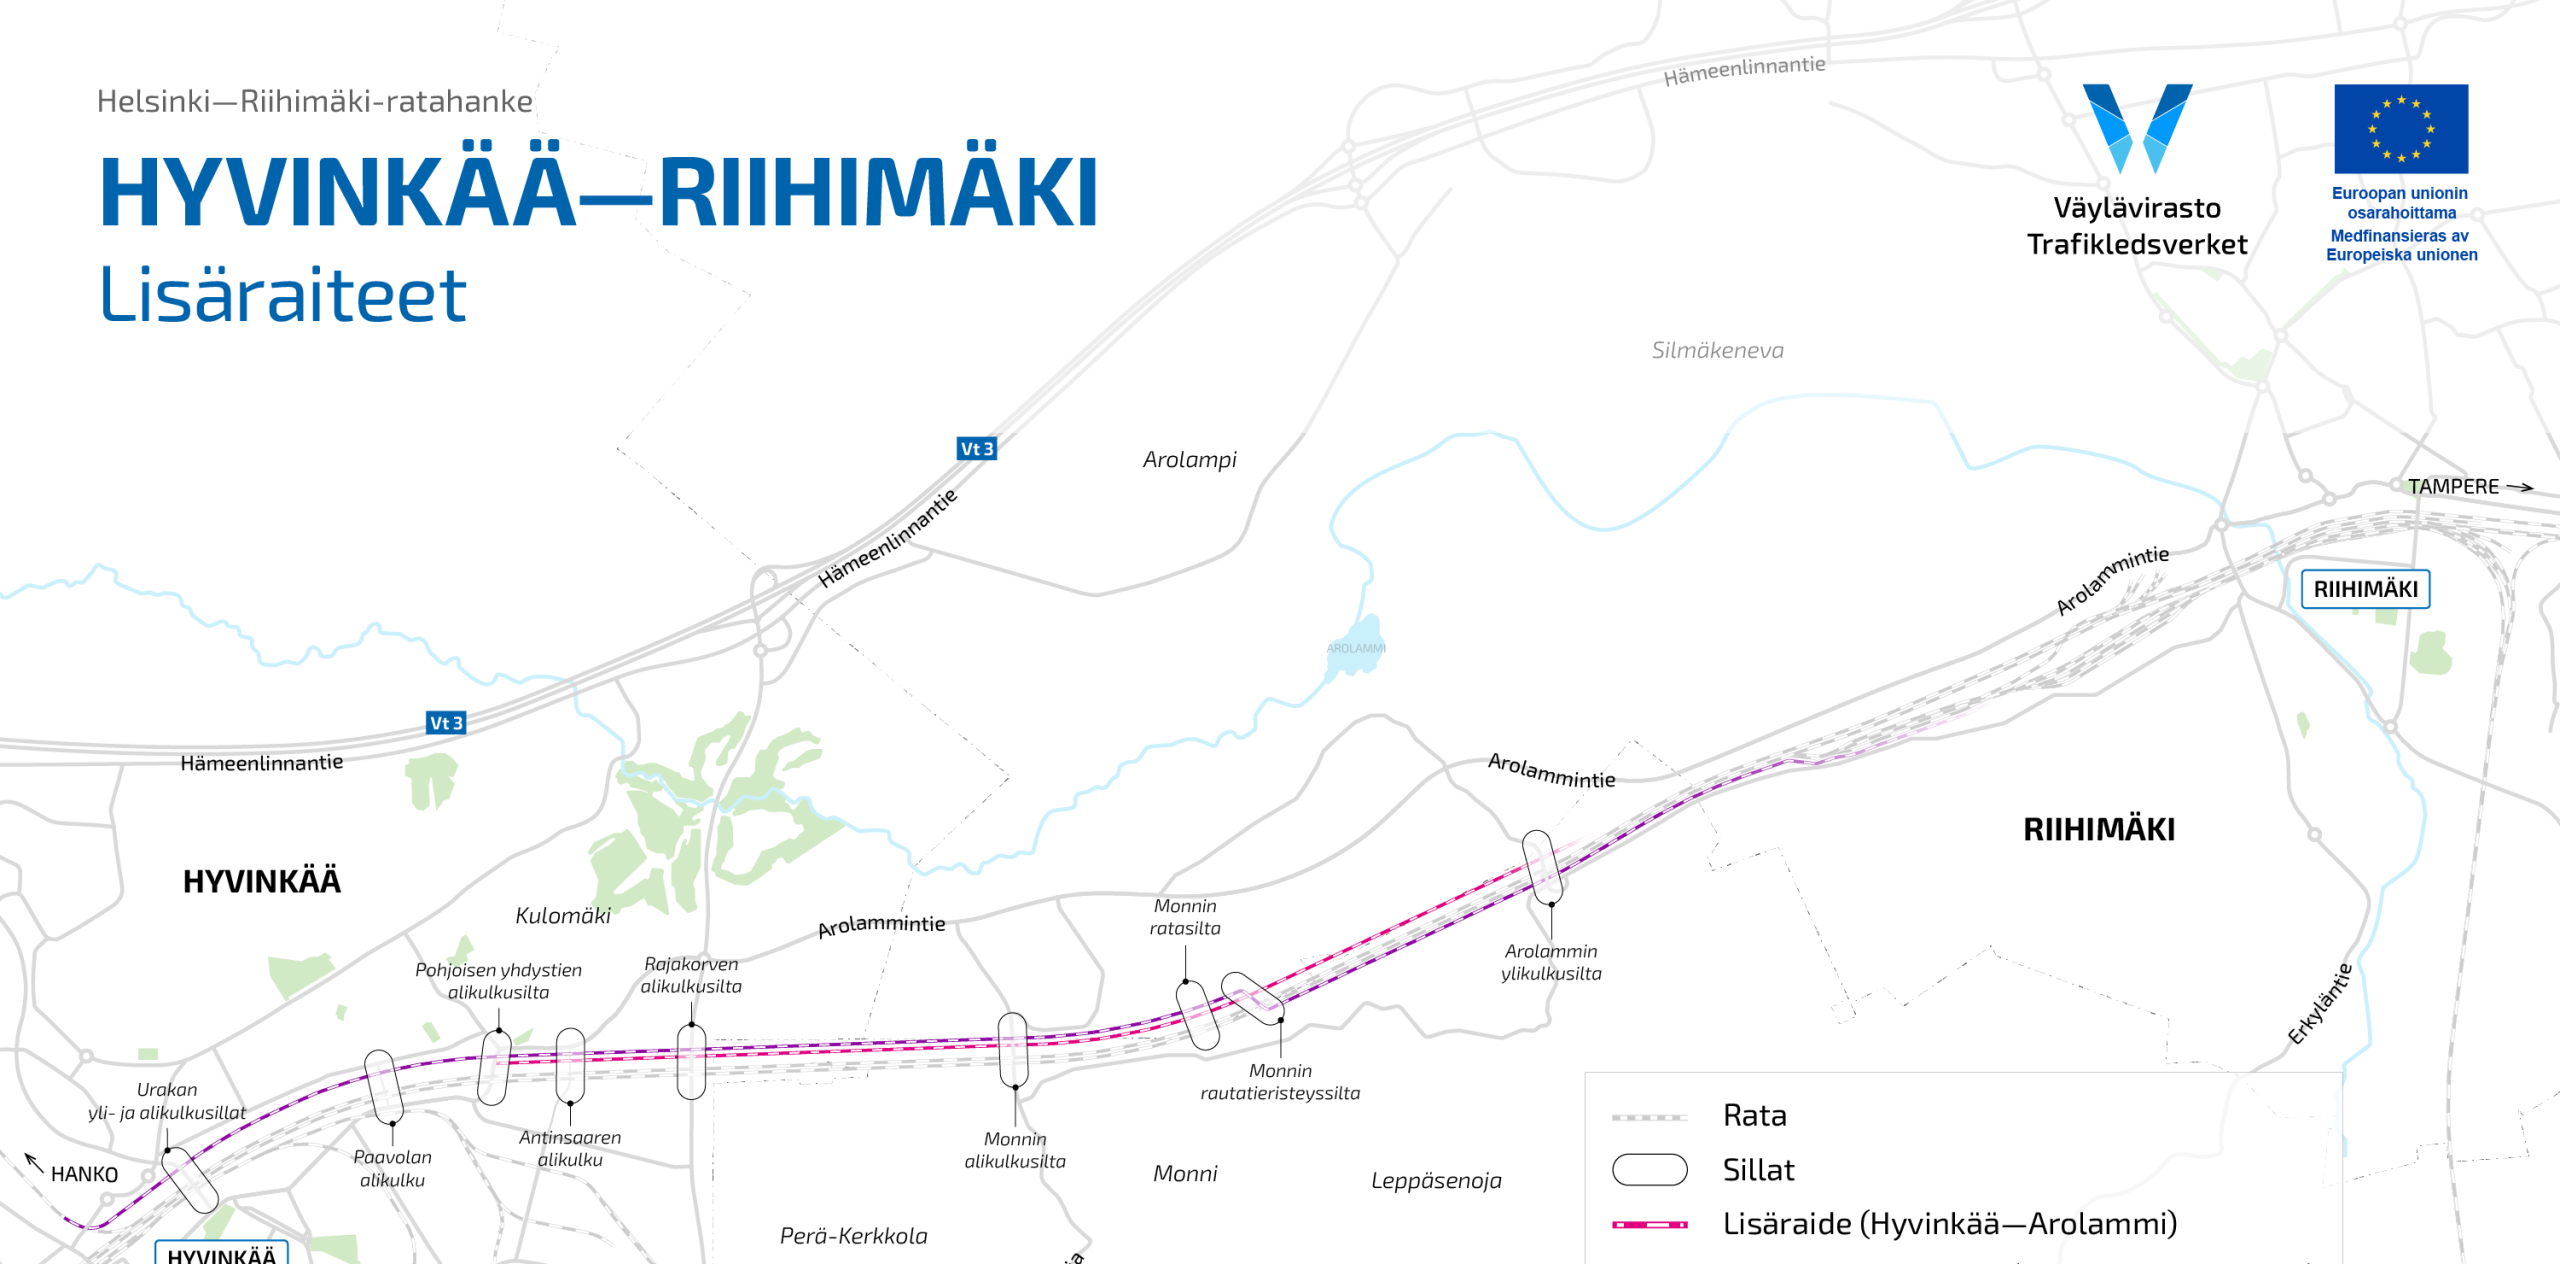 Helsinki—Riihimäki-ratahanke
HYVINKÄÄ—RIIHIMÄKI
Lisäraiteet
Hämeenlinnantie
Väylävirasto
Trafikledsverket
Euroopan unionin
osarahoittama
Medfinansieras av
Europeiska unionen
Silmäkeneva
Vt 3
Arolampi
Hämeenlinnantie
TAMPERE
Arolammintie
RIIHIMÄKI
AROLAMMI
Vt 3
Hämeenlinnantie
Arolammintie
RIIHIMÄKI
HYVINKÄÄ
Kulomäki
Arolammintie
Monnin
ratasilta
Arolammin
ylikulkusilta
Pohjoisen yhdystien
alikulkusilta
Rajakorven
alikulkusilta
Erkyläntie
Urakan
yli- ja alikulkusillat
Monnin
rautatieristeyssilta
Paavolan
alikulku
Antinsaaren
alikulku
Monnin
alikulkusilta
HANKO
Monni
Leppäsenoja
Perä-Kerkkola
HYVINKÄÄ
Rata
Sillat
Lisäraide (Hyvinkää—Arolammi)